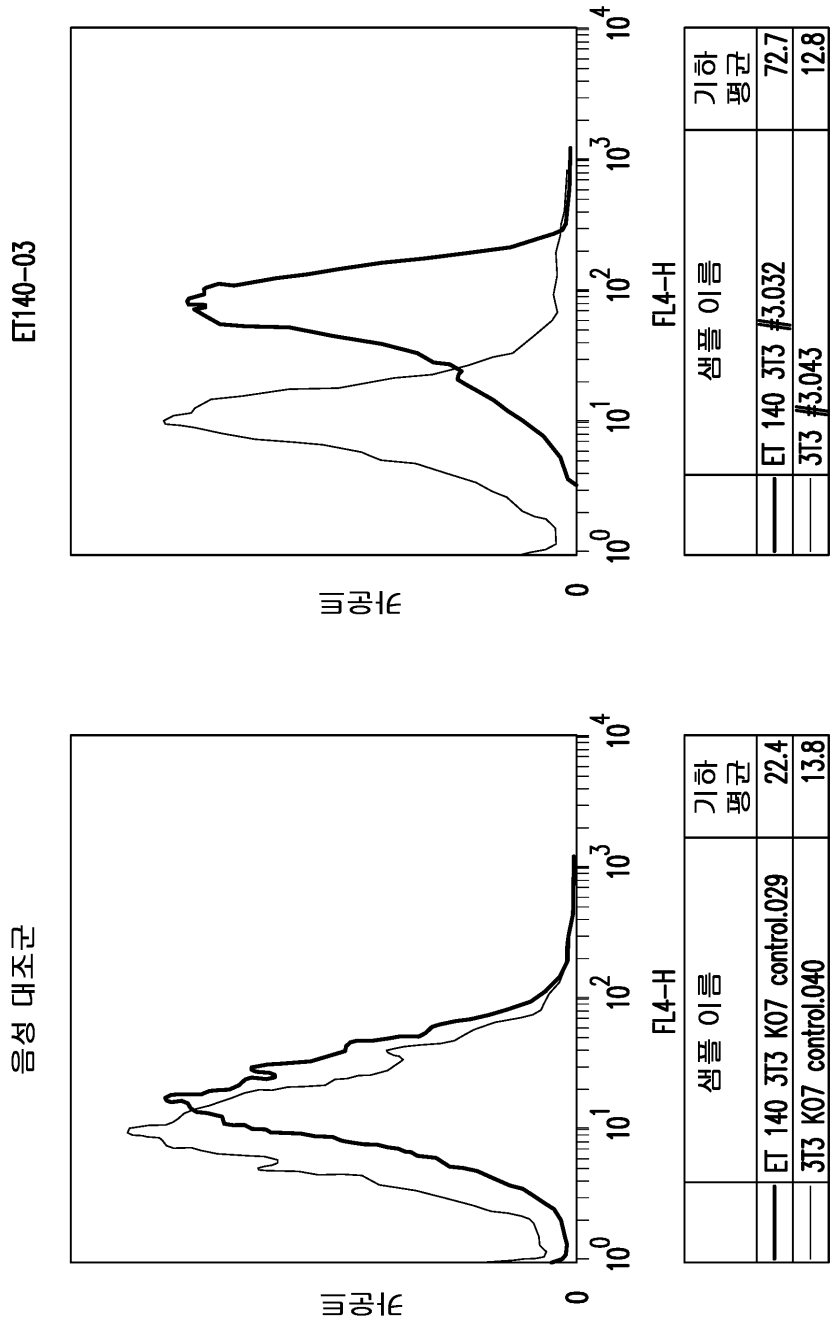 음성 대조군
카운트
0
10^0
10^1
10^2
10^3
10^4
FL4-H
샘플 이름
기하
평균
ET 140 3T3 K07 control.029
22.4
3T3 K07 control.040
13.8
ET140-03
카운트
0
10^0
10^1
10^2
10^3
10^4
FL4-H
샘플 이름
기하
평균
ET 140 3T3 #3.032
72.7
3T3 #3.043
12.8